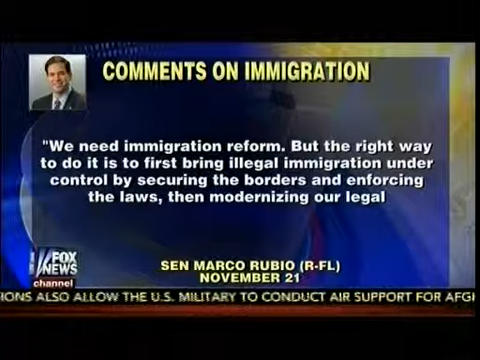 COMMENTS ON IMMIGRATION
"We need immigration reform. But the right way
to do it is to first bring illegal immigration under
control by securing the borders and enforcing
the laws, then modernizing our legal
SEN MARCO RUBIO (R-FL)
NOVEMBER 21
FOX
NEWS
channel
IONS ALSO ALLOW THE U.S. MILITARY TO CONDUCT AIR SUPPORT FOR AFG